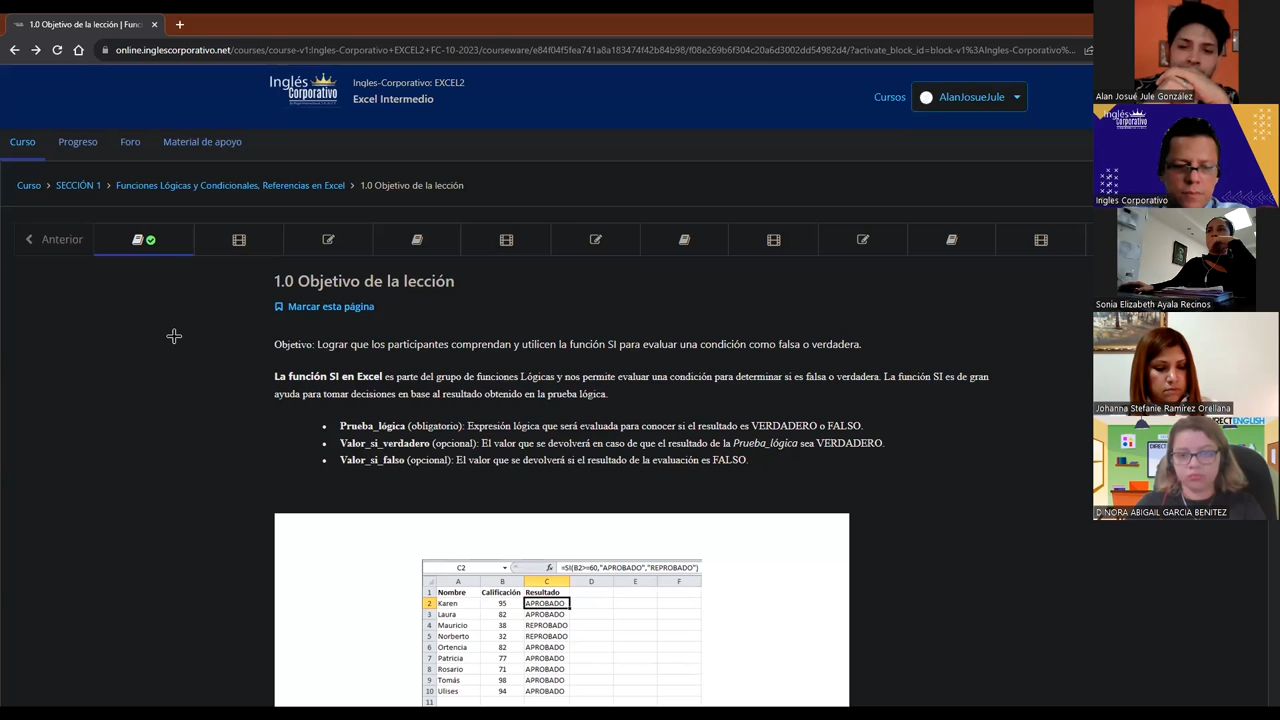 1.0 Objetivo de la lección | Func
online.inglescorporativo.net/courses/course-v1:Ingles-Corporativo+EXCEL2+FC-10-2023/courseware/e84f04f5fea741a8a183474f42b84b98/f08e269b6f304c20a6d3002dd54982d4/?activate_block_id=block-v1%3AIngles-Corporativo%...
Inglés
Corporativo
Ingles-Corporativo: EXCEL2
Excel Intermedio
Cursos
AlanJosueJule
Curso
Progreso
Foro
Material de apoyo
Curso > SECCIÓN 1 > Funciones Lógicas y Condicionales, Referencias en Excel > 1.0 Objetivo de la lección
Anterior
1.0 Objetivo de la lección
Marcar esta página
Objetivo: Lograr que los participantes comprendan y utilicen la función SI para evaluar una condición como falsa o verdadera.
La función SI en Excel es parte del grupo de funciones Lógicas y nos permite evaluar una condición para determinar si es falsa o verdadera. La función SI es de gran
ayuda para tomar decisiones en base al resultado obtenido en la prueba lógica.
• Prueba_lógica (obligatorio): Expresión lógica que será evaluada para conocer si el resultado es VERDADERO o FALSO.
• Valor_si_verdadero (opcional): El valor que se devolverá en caso de que el resultado de la Prueba_lógica sea VERDADERO.
• Valor_si_falso (opcional): El valor que se devolverá si el resultado de la evaluación es FALSO.
C2 fx =SI(B2>=60,"APROBADO","REPROBADO")
A B C D E F
1 Nombre Calificación Resultado
2 Karen 95 APROBADO
3 Laura 82 APROBADO
4 Mauricio 38 REPROBADO
5 Norberto 32 REPROBADO
6 Ortencia 82 APROBADO
7 Patricia 77 APROBADO
8 Rosario 71 APROBADO
9 Tomás 98 APROBADO
10 Ulises 94 APROBADO
11
Alan Josué Jule González
Inglés
Corporativo
Ingles Corporativo
Sonia Elizabeth Ayala Recinos
Johanna Stefanie Ramírez Orellana
DIRECT ENGLISH
DINORA ABIGAIL GARCIA BENITEZ